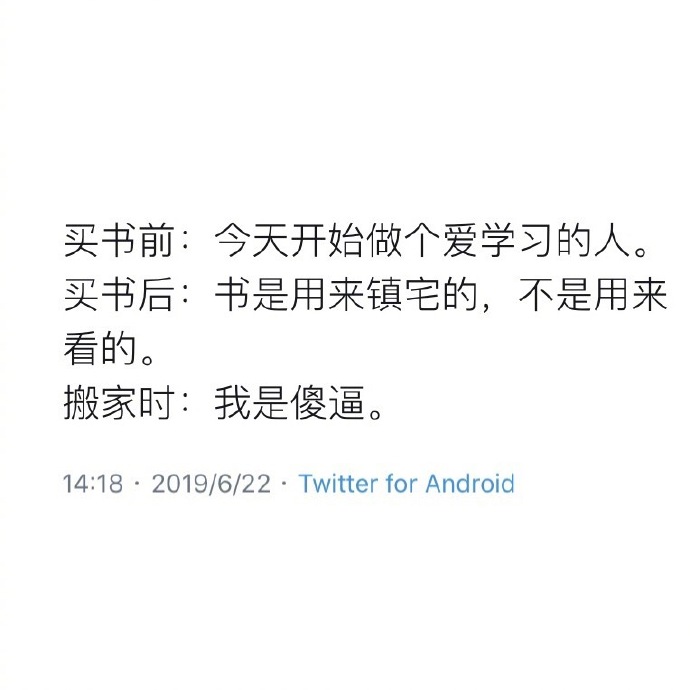 买书前：今天开始做个爱学习的人。
买书后：书是用来镇宅的，不是用来
看的。
搬家时：我是傻逼。
14:18 · 2019/6/22 · Twitter for Android